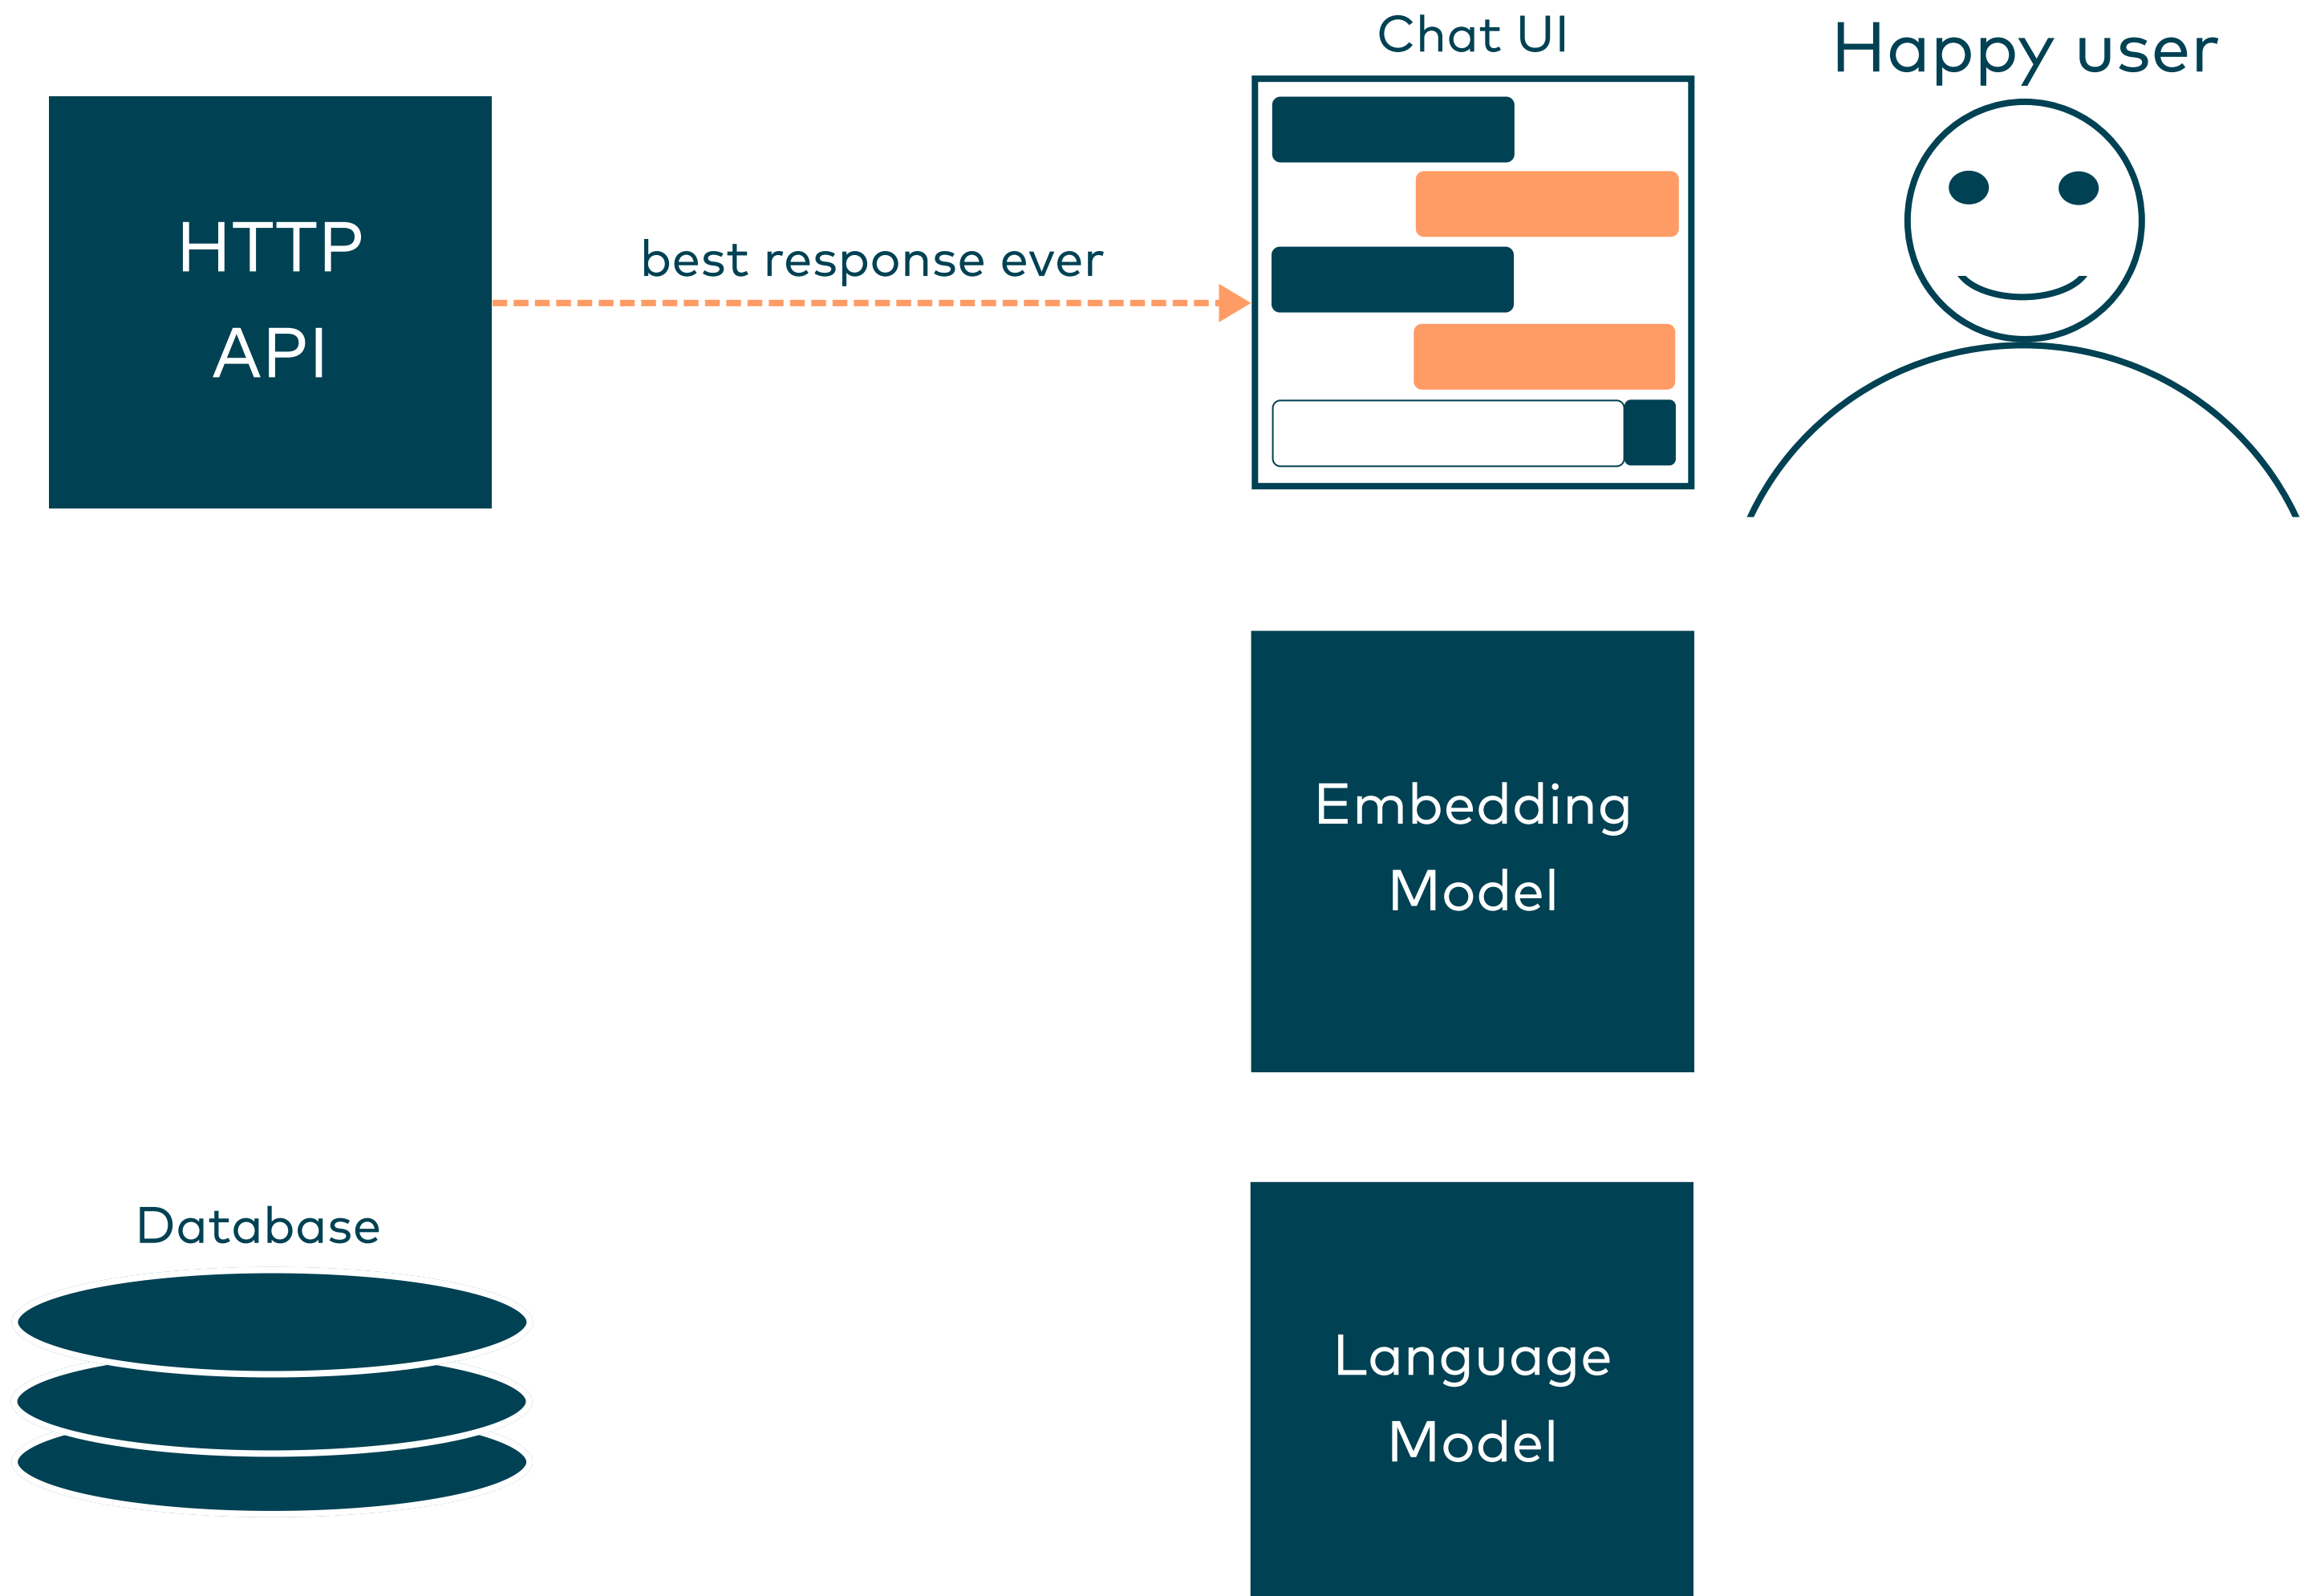 Chat UI
Happy user
HTTP
API
best response ever
Embedding
Model
Database
Language
Model